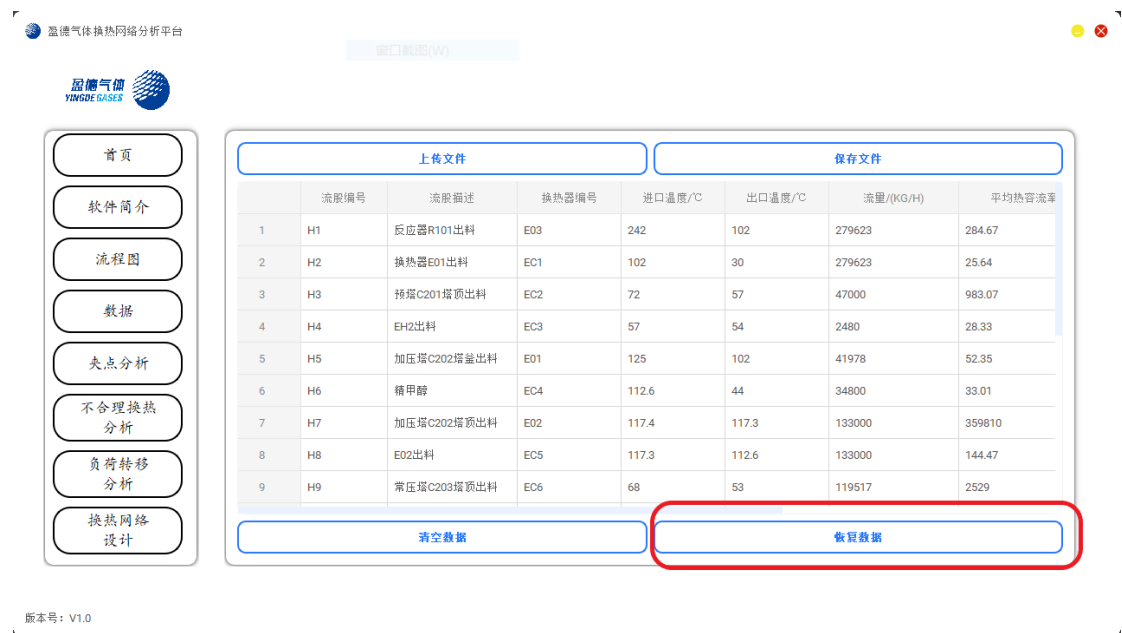 盈德气体换热网络分析平台
窗口截图(W)
盈德气体
YINGDE GASES
首页
软件简介
流程图
数据
夹点分析
不合理换热
分析
负荷转移
分析
换热网络
设计
上传文件 保存文件
流股编号 流股描述 换热器编号 进口温度/℃ 出口温度/℃ 流量/(KG/H) 平均热容流率
1 H1 反应器R101出料 E03 242 102 279623 284.67
2 H2 换热器E01出料 EC1 102 30 279623 25.64
3 H3 预塔C201塔顶出料 EC2 72 57 47000 983.07
4 H4 EH2出料 EC3 57 54 2480 28.33
5 H5 加压塔C202塔釜出料 E01 125 102 41978 52.35
6 H6 精甲醇 EC4 112.6 44 34800 33.01
7 H7 加压塔C202塔顶出料 E02 117.4 117.3 133000 359810
8 H8 E02出料 EC5 117.3 112.6 133000 144.47
9 H9 常压塔C203塔顶出料 EC6 68 53 119517 2529
清空数据 恢复数据
版本号：V1.0